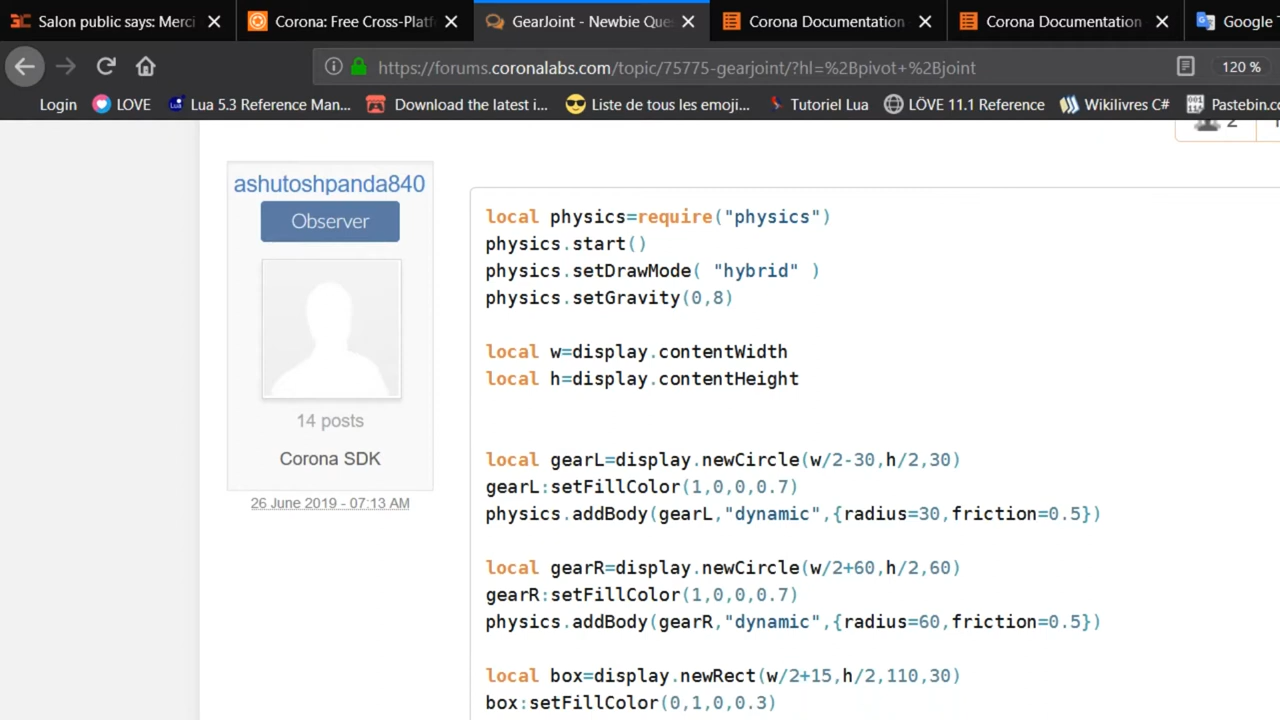 Salon public says: Merci
Corona: Free Cross-Platf
GearJoint - Newbie Ques
Corona Documentation
Corona Documentation
Google T
https://forums.coronalabs.com/topic/75775-gearjoint/?hl=%2Bpivot+%2Bjoint
120 %
Login
LOVE
Lua 5.3 Reference Man...
Download the latest i...
Liste de tous les emoji...
Tutoriel Lua
LÖVE 11.1 Reference
Wikilivres C#
Pastebin.co
2
ashutoshpanda840
Observer
14 posts
Corona SDK
26 June 2019 - 07:13 AM
local physics=require("physics")
physics.start()
physics.setDrawMode( "hybrid" )
physics.setGravity(0,8)
local w=display.contentWidth
local h=display.contentHeight
local gearL=display.newCircle(w/2-30,h/2,30)
gearL:setFillColor(1,0,0,0.7)
physics.addBody(gearL,"dynamic",{radius=30,friction=0.5})
local gearR=display.newCircle(w/2+60,h/2,60)
gearR:setFillColor(1,0,0,0.7)
physics.addBody(gearR,"dynamic",{radius=60,friction=0.5})
local box=display.newRect(w/2+15,h/2,110,30)
box:setFillColor(0,1,0,0.3)